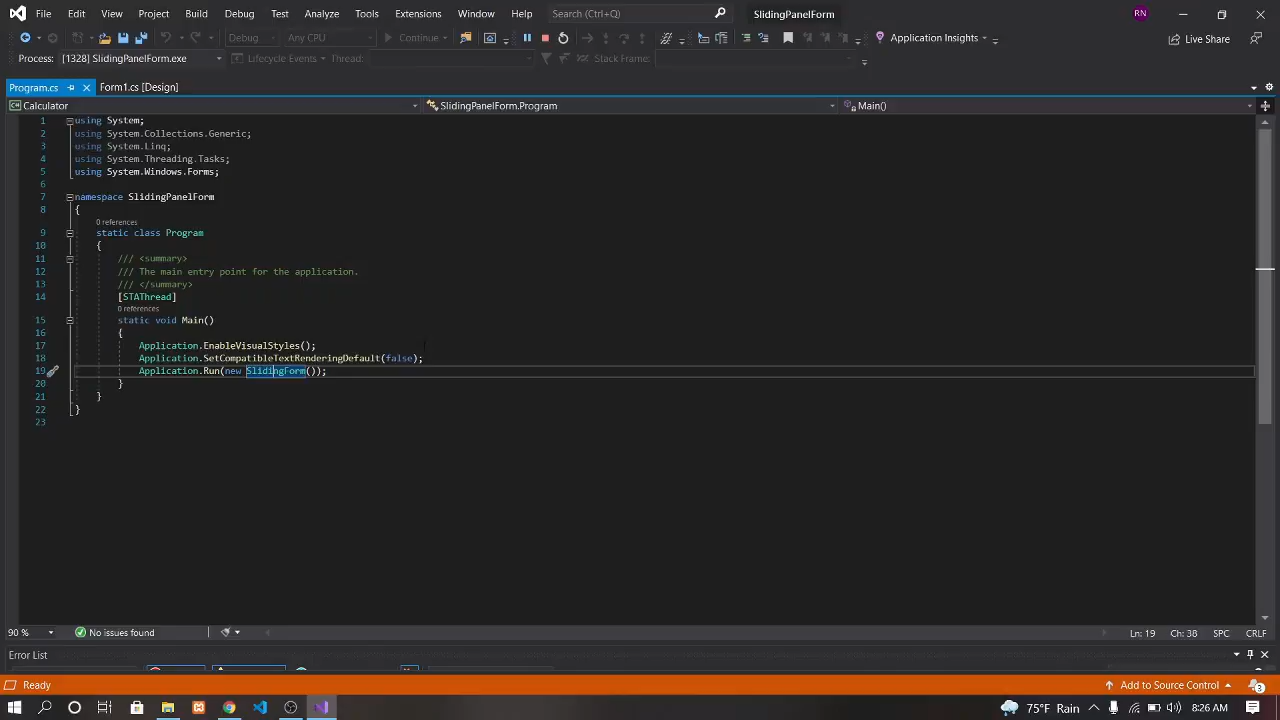 File Edit View Git Project Build Debug Test Analyze Tools Extensions Window Help Search (Ctrl+Q) SlidingPanelForm RN
Debug Any CPU Continue Application Insights Live Share
Process: [1328] SlidingPanelForm.exe Lifecycle Events Thread: Stack Frame:
Program.cs Form1.cs [Design]
C# Calculator SlidingPanelForm.Program Main()
1 using System;
2 using System.Collections.Generic;
3 using System.Linq;
4 using System.Threading.Tasks;
5 using System.Windows.Forms;
6
7 namespace SlidingPanelForm
8 {
0 references
9 static class Program
10 {
11 /// <summary>
12 /// The main entry point for the application.
13 /// </summary>
14 [STAThread]
0 references
15 static void Main()
16 {
17 Application.EnableVisualStyles();
18 Application.SetCompatibleTextRenderingDefault(false);
19 Application.Run(new SlidingForm());
20 }
21 }
22 }
23
90 % No issues found Ln: 19 Ch: 38 SPC CRLF
Error List
Ready Add to Source Control 3
75°F Rain 8:26 AM